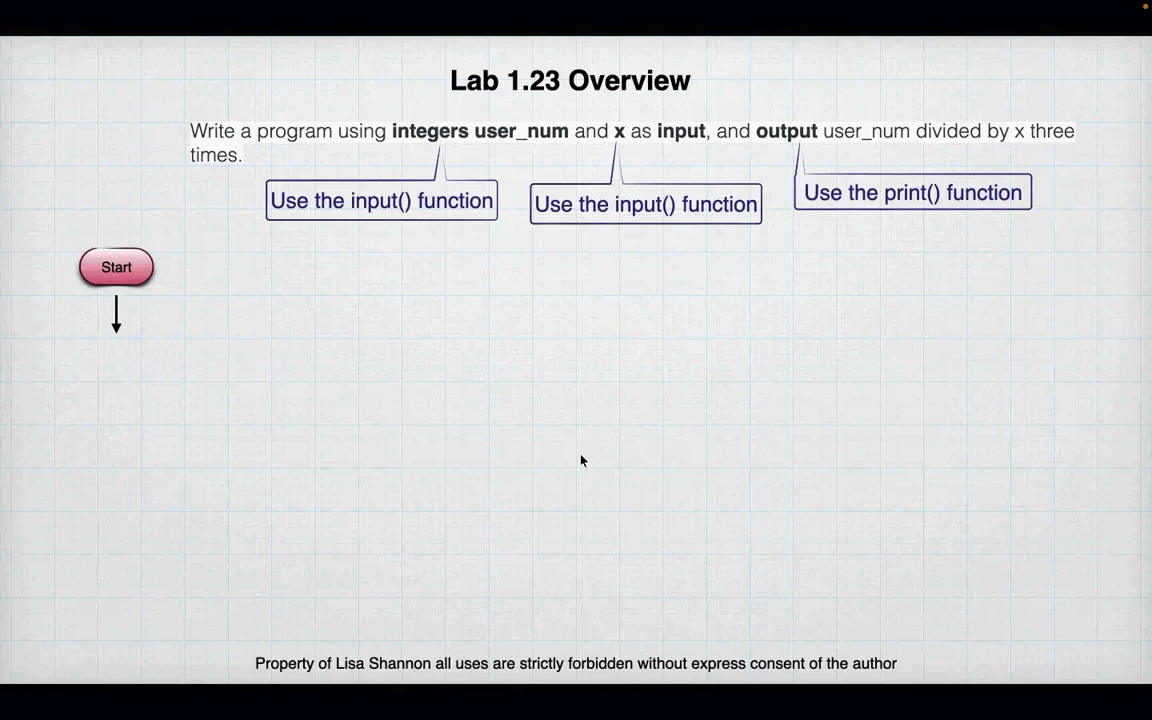 Lab 1.23 Overview
Write a program using integers user_num and x as input, and output user_num divided by x three
times.
Use the input() function
Use the input() function
Use the print() function
Start
Property of Lisa Shannon all uses are strictly forbidden without express consent of the author